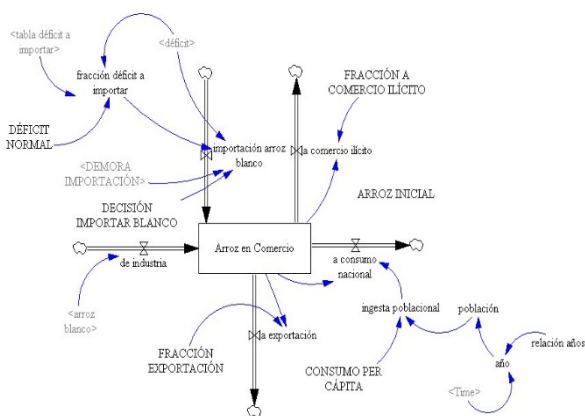 <tabla déficit a
importar>
<déficit>
fracción déficit a
importar
FRACCIÓN A
COMERCIO ILÍCITO
DÉFICIT
NORMAL
importación arroz
blanco
a comercio ilícito
<DEMORA
IMPORTACIÓN>
DECISIÓN
IMPORTAR BLANCO
ARROZ INICIAL
Arroz en Comercio
de industria
a consumo
nacional
<arroz
blanco>
ingesta poblacional
población
FRACCIÓN
EXPORTACIÓN
a exportación
relación años
año
CONSUMO PER
CÁPITA
<Time>